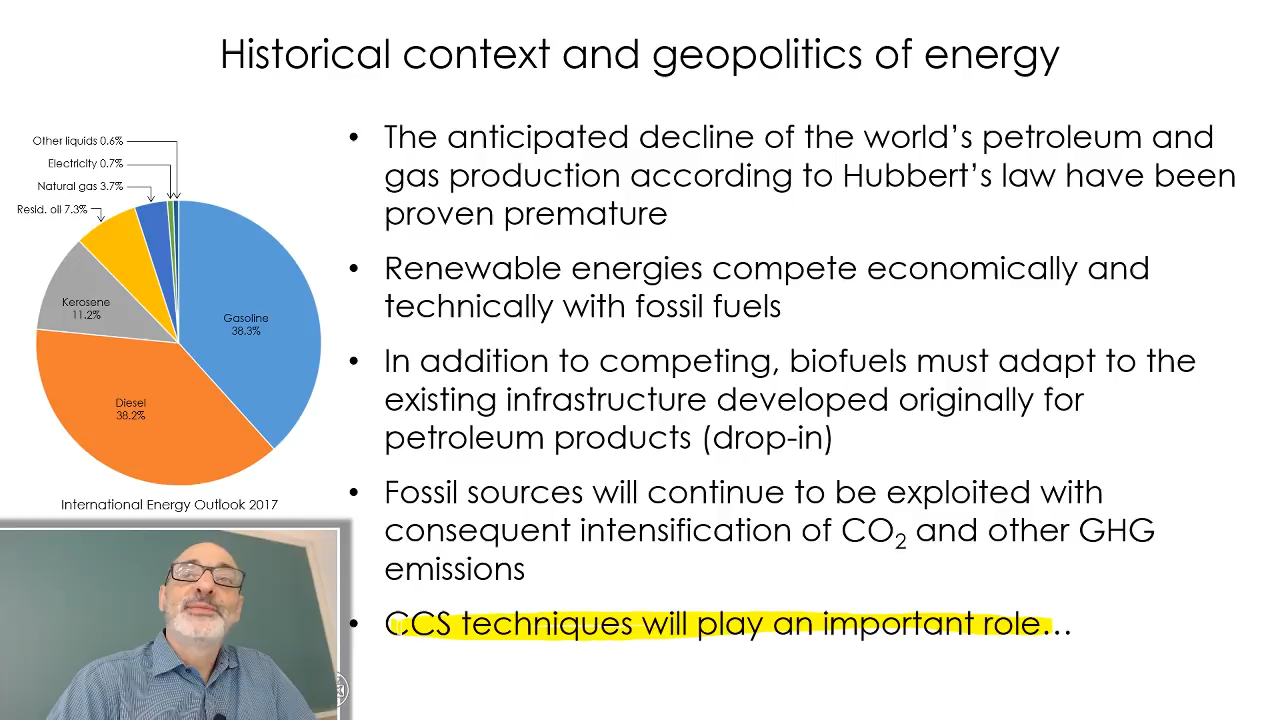 Historical context and geopolitics of energy
Other liquids 0.6%
Electricity 0.7%
Natural gas 3.7%
Resid. oil 7.3%
Kerosene
11.2%
Gasoline
38.3%
Diesel
38.2%
International Energy Outlook 2017
• The anticipated decline of the world's petroleum and
gas production according to Hubbert's law have been
proven premature
• Renewable energies compete economically and
technically with fossil fuels
• In addition to competing, biofuels must adapt to the
existing infrastructure developed originally for
petroleum products (drop-in)
• Fossil sources will continue to be exploited with
consequent intensification of CO₂ and other GHG
emissions
• CCS techniques will play an important role…